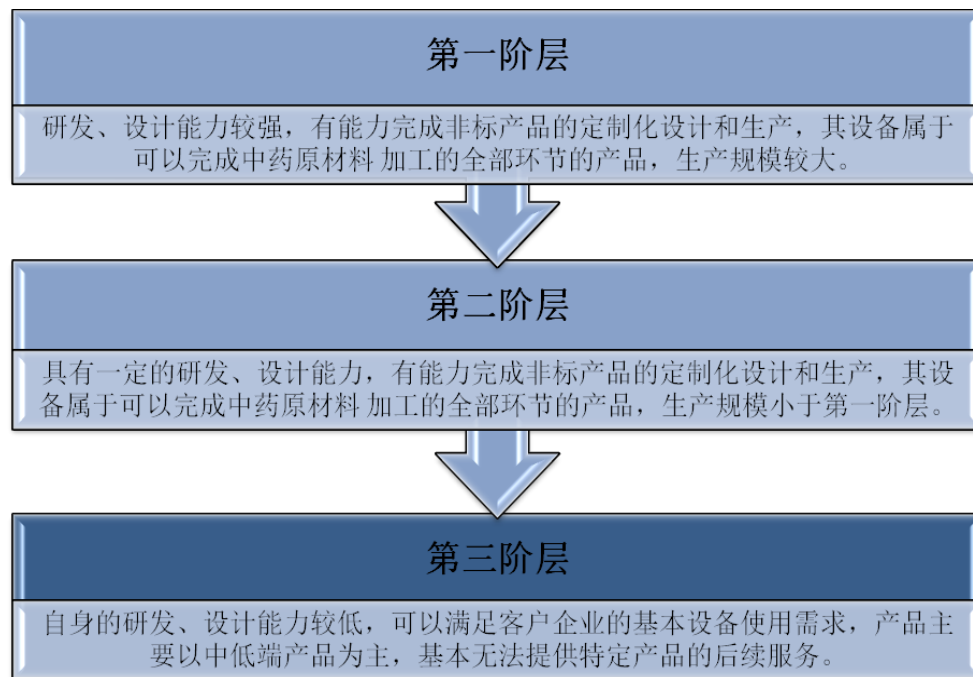 第一阶层
研发、设计能力较强，有能力完成非标产品的定制化设计和生产，其设备属于
可以完成中药原材料 加工的全部环节的产品，生产规模较大。
第二阶层
具有一定的研发、设计能力，有能力完成非标产品的定制化设计和生产，其设
备属于可以完成中药原材料 加工的全部环节的产品，生产规模小于第一阶层。
第三阶层
自身的研发、设计能力较低，可以满足客户企业的基本设备使用需求，产品主
要以中低端产品为主，基本无法提供特定产品的后续服务。